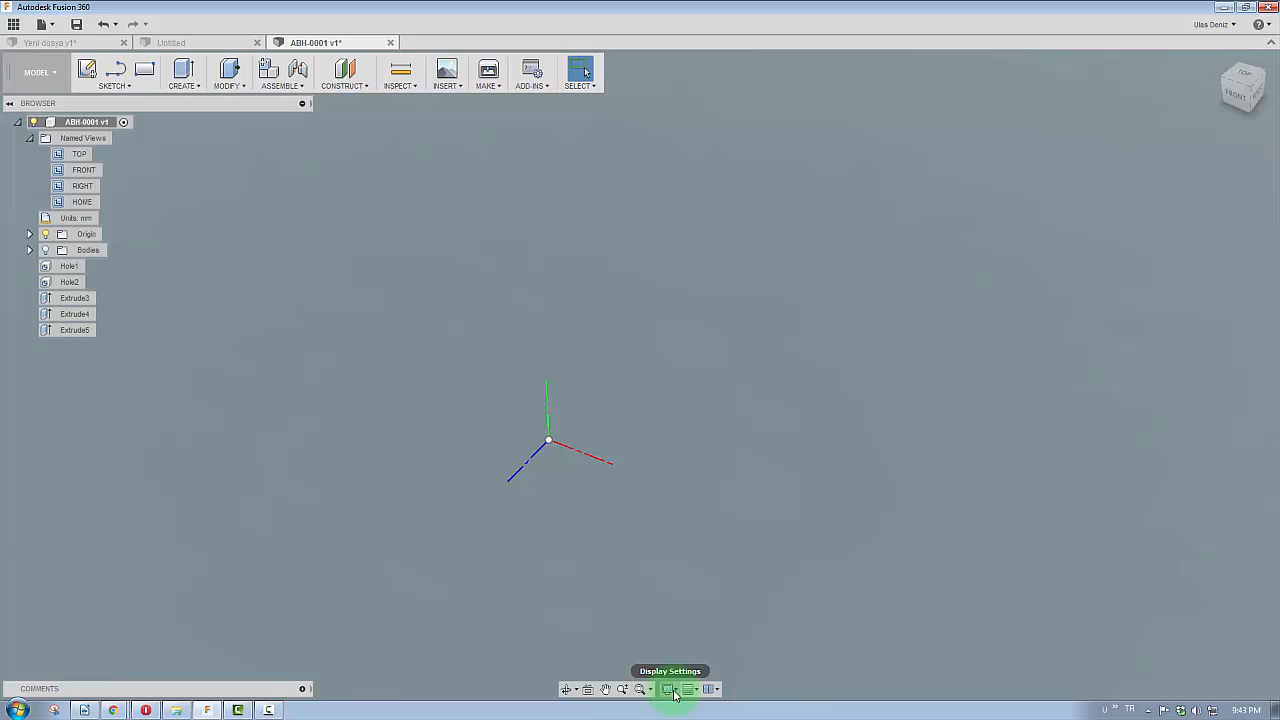 Autodesk Fusion 360
Ulas Deniz
Yeni dosya v1*
Untitled
ABH-0001 v1*
MODEL
SKETCH
CREATE
MODIFY
ASSEMBLE
CONSTRUCT
INSPECT
INSERT
MAKE
ADD-INS
SELECT
TOP
FRONT
BROWSER
ABH-0001 v1
Named Views
TOP
FRONT
RIGHT
HOME
Units: mm
Origin
Bodies
Hole1
Hole2
Extrude3
Extrude4
Extrude5
Display Settings
COMMENTS
U
TR
9:43 PM